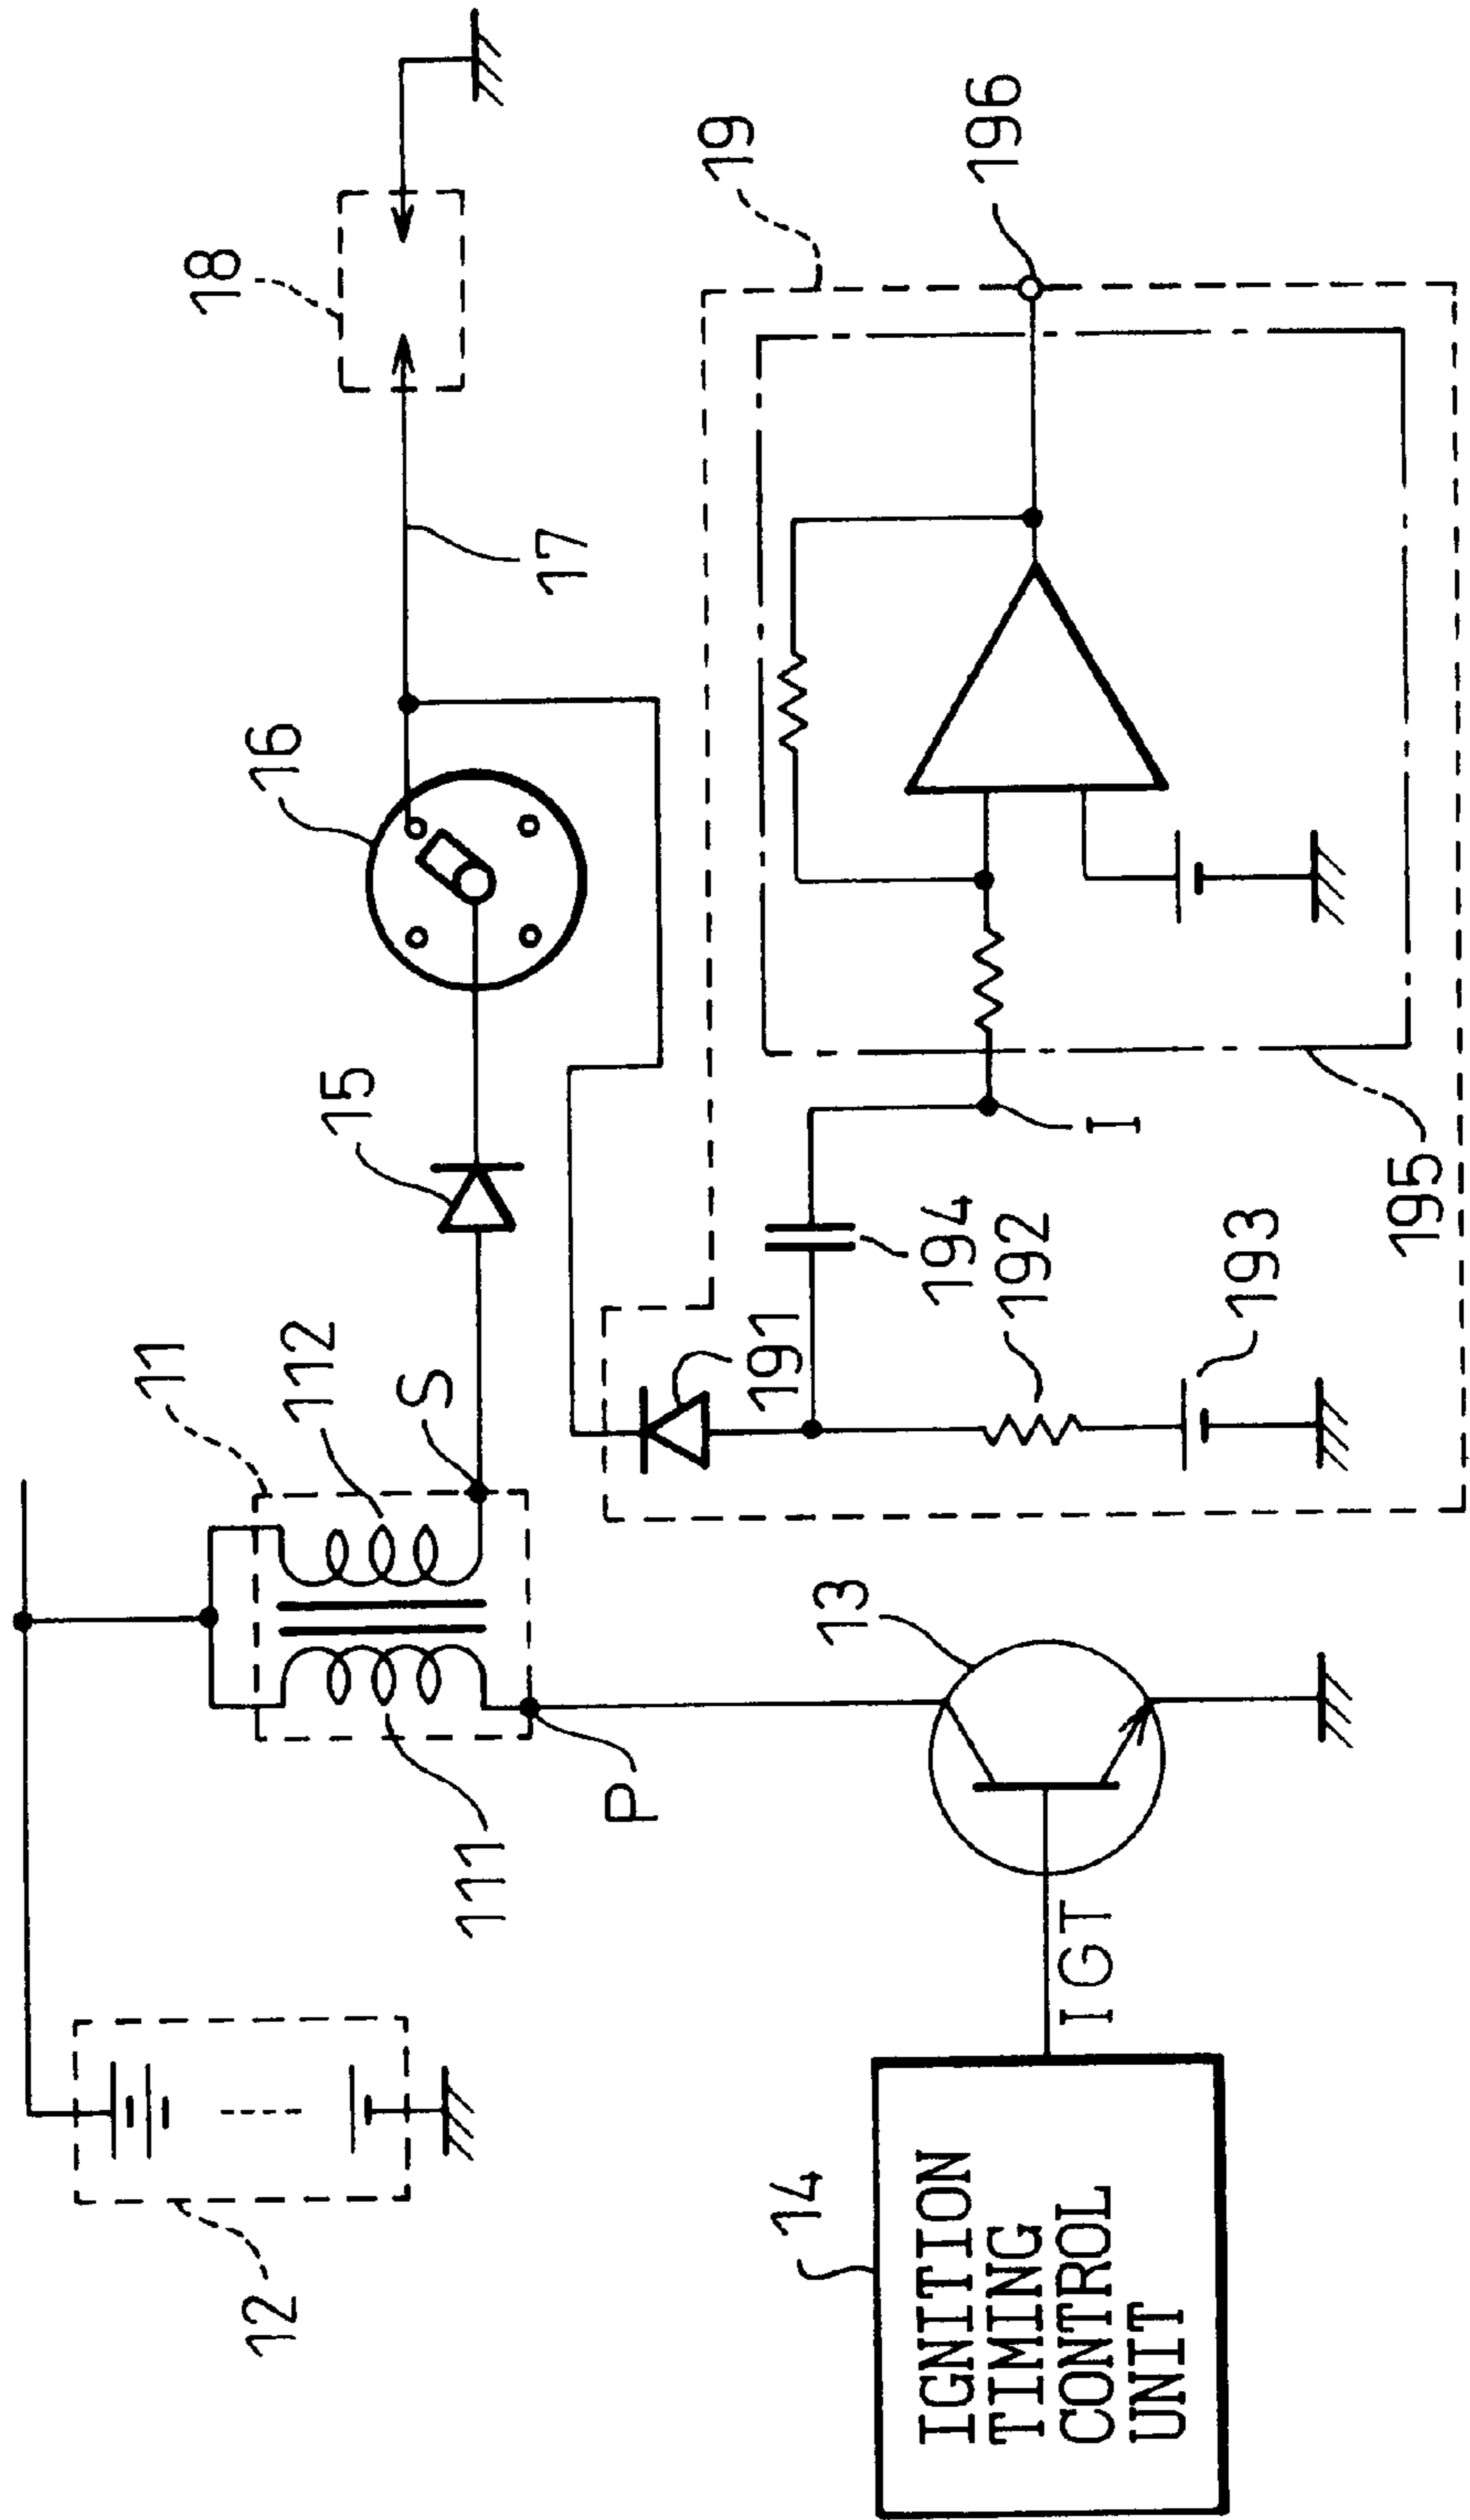 12
11
111
112
S
P
15
16
17
18
14
IGNITION
TIMING
CONTROL
UNIT
IGT
13
191
194
192
193
I
195
19
196